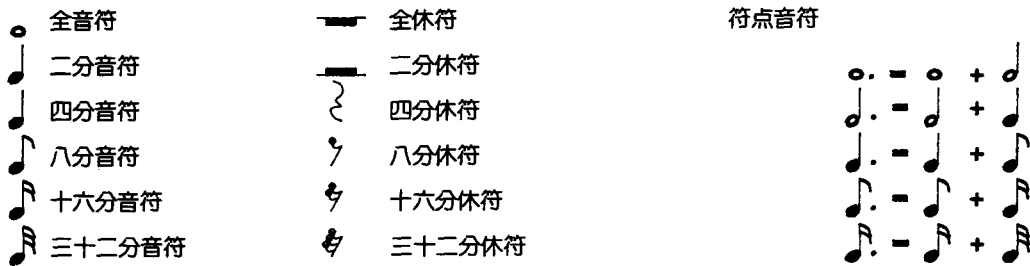 全音符 全休符 符点音符
二分音符 二分休符
四分音符 四分休符
八分音符 八分休符
十六分音符 十六分休符
三十二分音符 三十二分休符